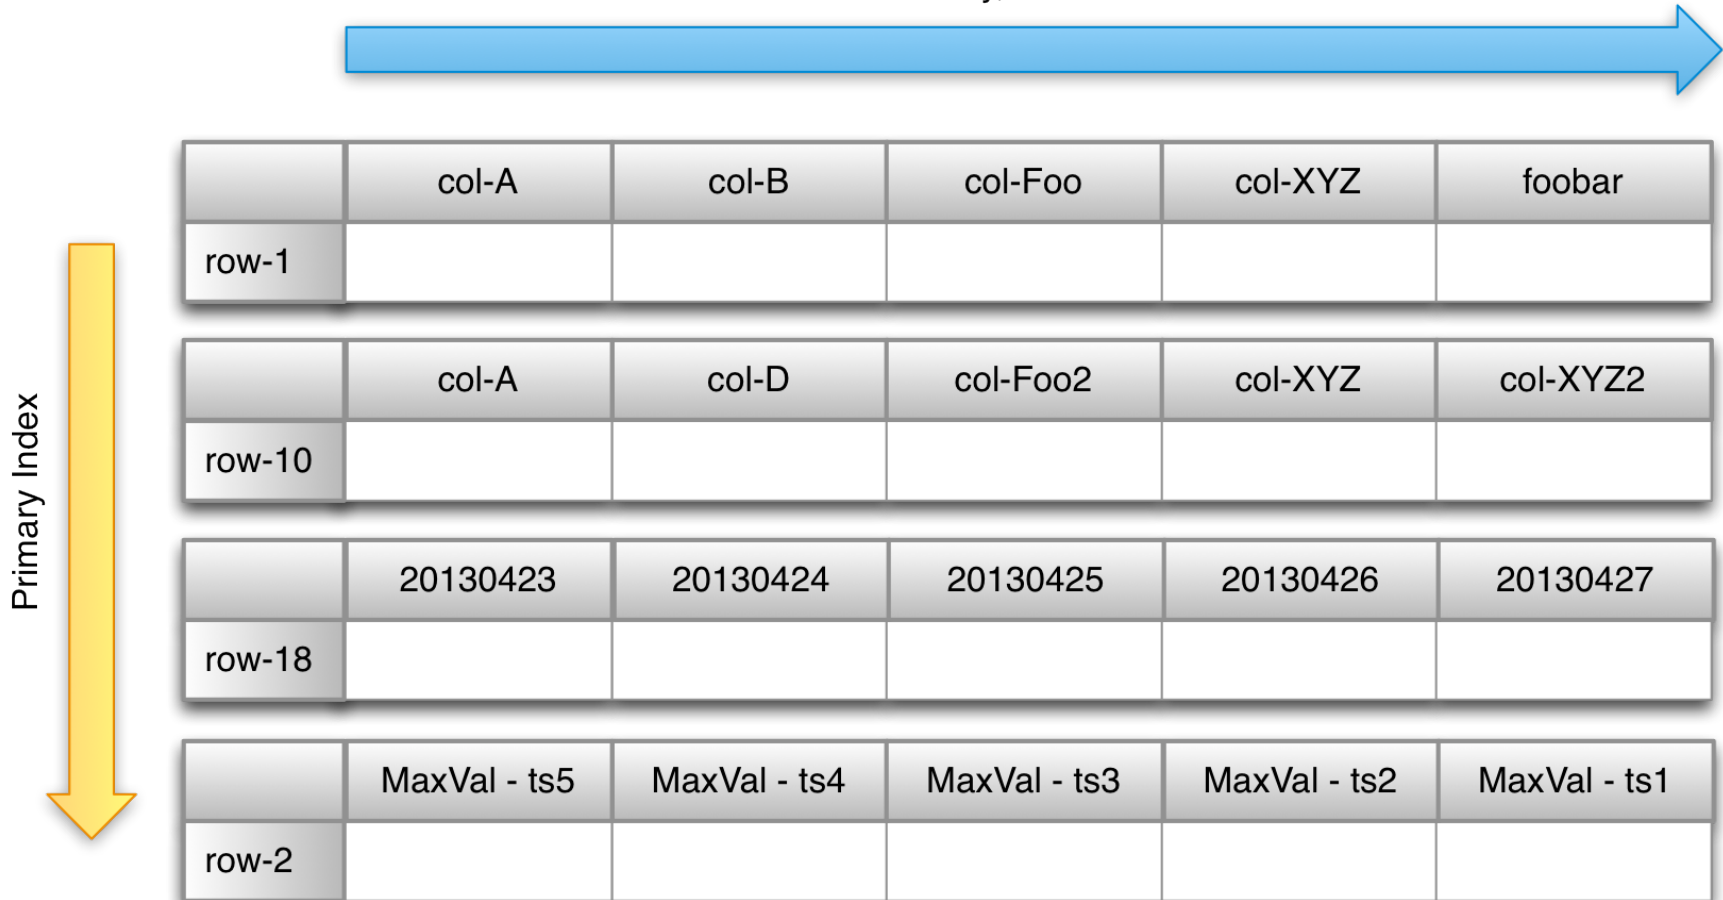 col-A col-B col-Foo col-XYZ foobar
row-1
col-A col-D col-Foo2 col-XYZ col-XYZ2
row-10
Primary Index
20130423 20130424 20130425 20130426 20130427
row-18
MaxVal - ts5 MaxVal - ts4 MaxVal - ts3 MaxVal - ts2 MaxVal - ts1
row-2